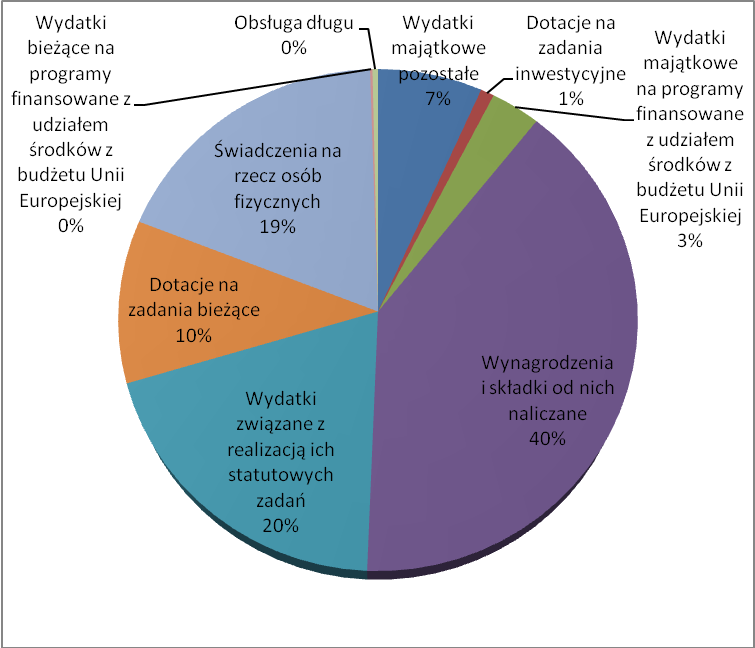 Wydatki
bieżące na
programy
finansowane z
udziałem
środków z
budżetu Unii
Europejskiej
0%
Obsługa długu
0%
Wydatki
majątkowe
pozostałe
7%
Dotacje na
zadania
inwestycyjne
1%
Wydatki
majątkowe
na programy
finansowane
z udziałem
środków z
budżetu Unii
Europejskiej
3%
Świadczenia na
rzecz osób
fizycznych
19%
Dotacje na
zadania bieżące
10%
Wydatki
związane z
realizacją ich
statutowych
zadań
20%
Wynagrodzenia
i składki od nich
naliczane
40%